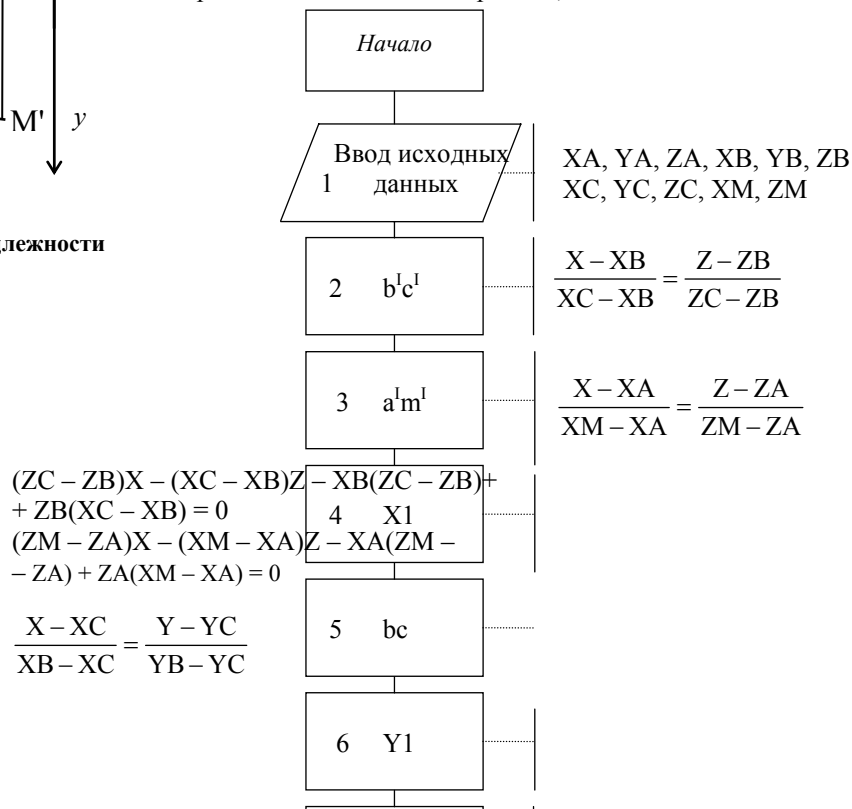 Начало
M' y
Ввод исходных
1 данных
XA, YA, ZA, XB, YB, ZB
XC, YC, ZC, XM, ZM
длежности
2 bᴵcᴵ
X – XB / XC – XB = Z – ZB / ZC – ZB
3 aᴵmᴵ
X – XA / XM – XA = Z – ZA / ZM – ZA
(ZC – ZB)X – (XC – XB)Z – XB(ZC – ZB)+
+ ZB(XC – XB) = 0
4 X1
(ZM – ZA)X – (XM – XA)Z – XA(ZM –
– ZA) + ZA(XM – XA) = 0
X – XC / XB – XC = Y – YC / YB – YC
5 bc
6 Y1